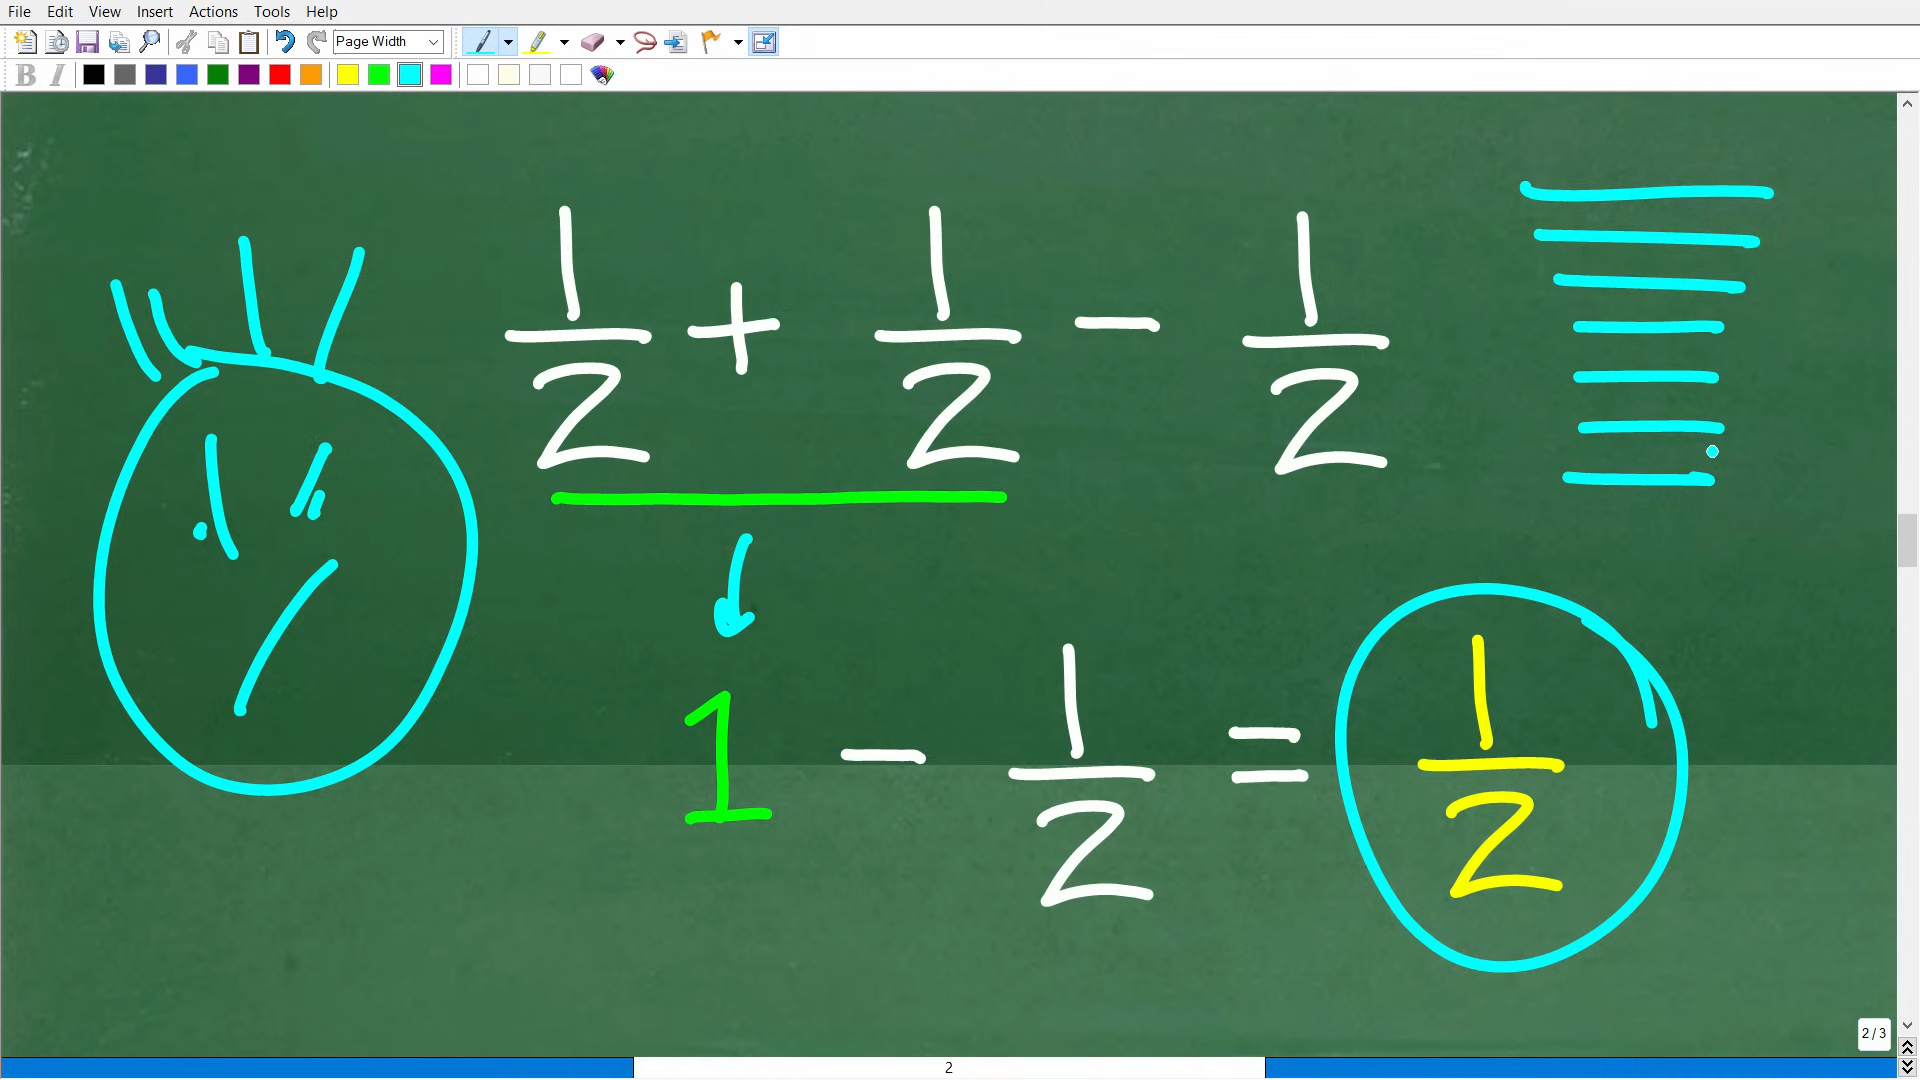 File Edit View Insert Actions Tools Help
Page Width
B I
1/2 + 1/2 - 1/2
1 - 1/2 = 1/2
2 / 3
2